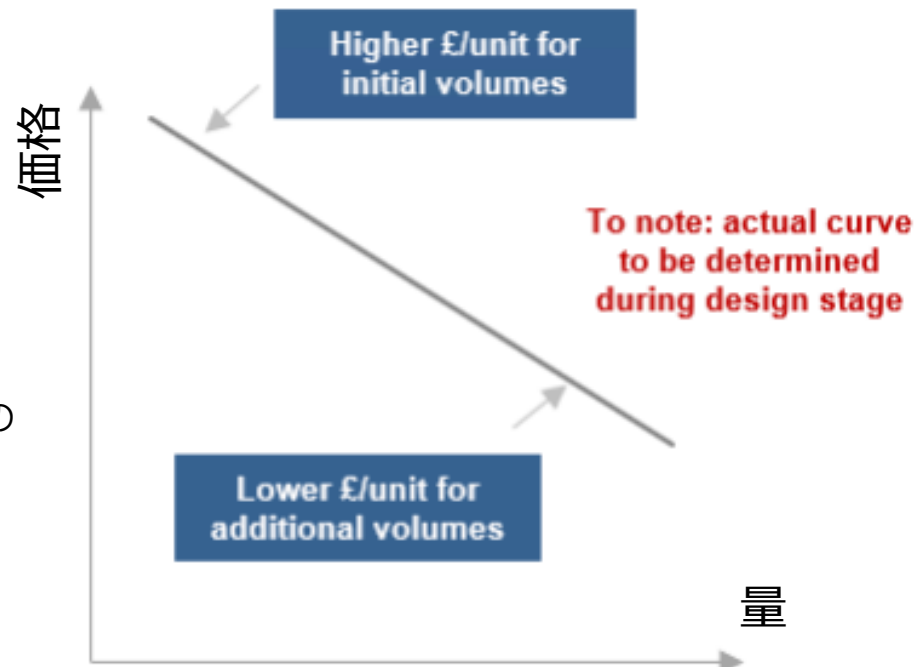 Higher £/unit for
initial volumes
価格
To note: actual curve
to be determined
during design stage
の
Lower £/unit for
additional volumes
量